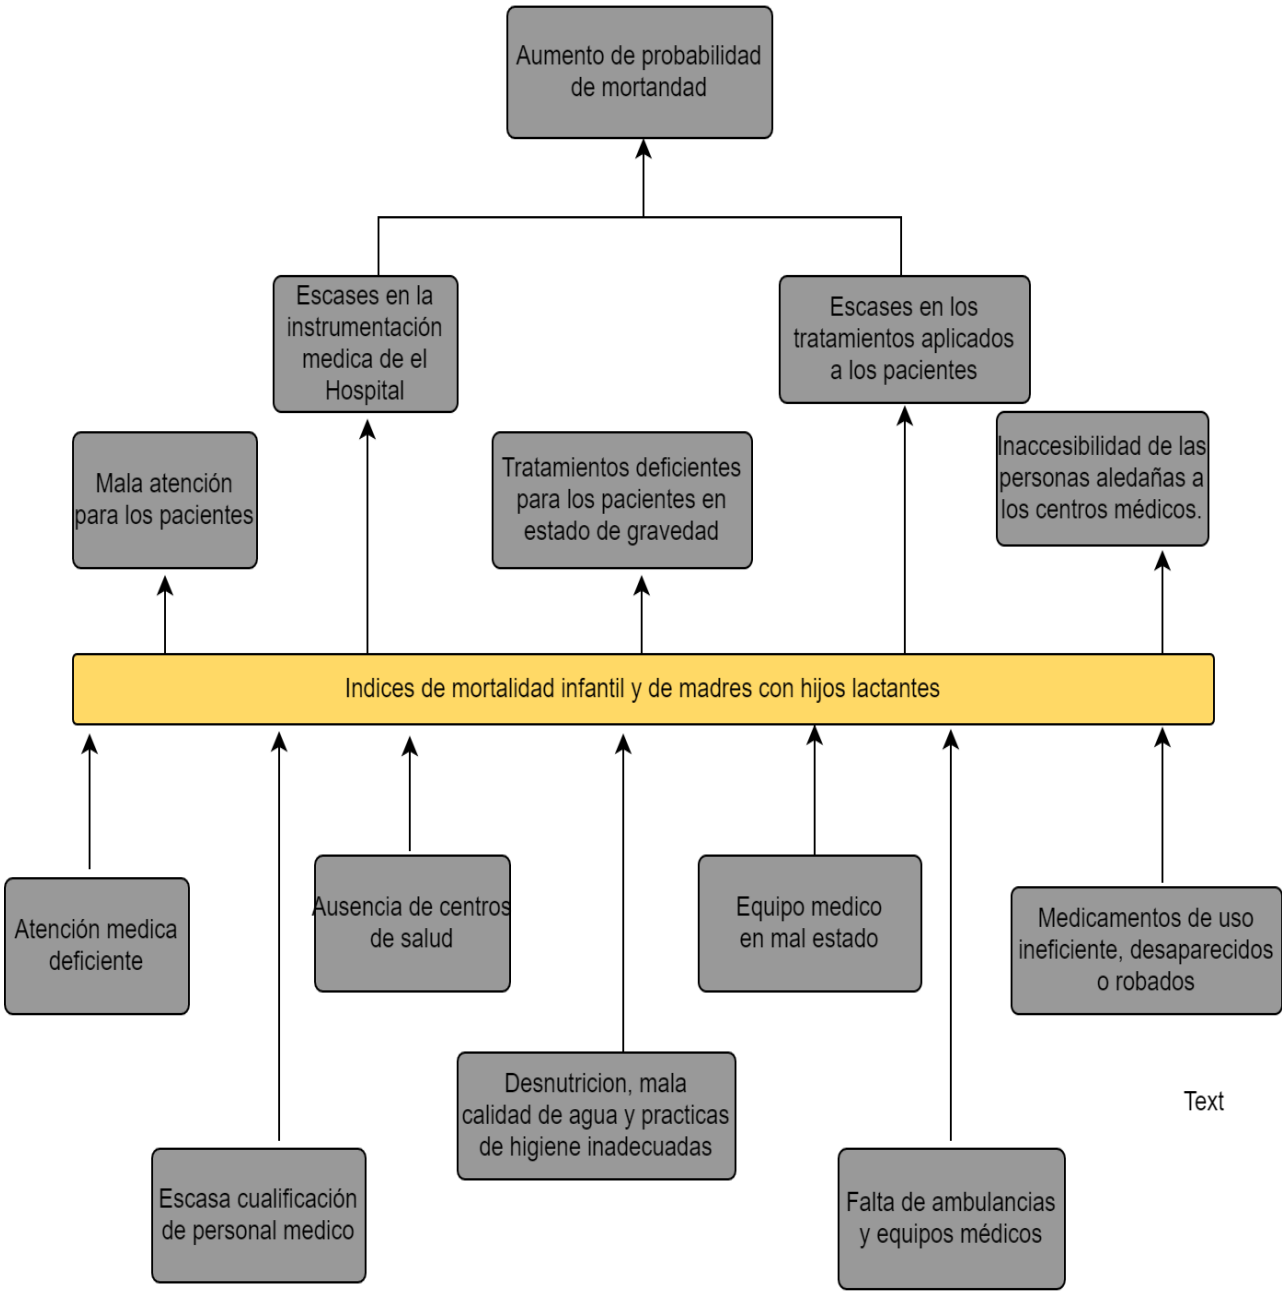 Aumento de probabilidad
de mortandad
Escases en la
instrumentación
medica de el
Hospital
Escases en los
tratamientos aplicados
a los pacientes
Mala atención
para los pacientes
Tratamientos deficientes
para los pacientes en
estado de gravedad
Inaccesibilidad de las
personas aledañas a
los centros médicos.
Indices de mortalidad infantil y de madres con hijos lactantes
Atención medica
deficiente
Ausencia de centros
de salud
Equipo medico
en mal estado
Medicamentos de uso
ineficiente, desaparecidos
o robados
Desnutricion, mala
calidad de agua y practicas
de higiene inadecuadas
Text
Escasa cualificación
de personal medico
Falta de ambulancias
y equipos médicos